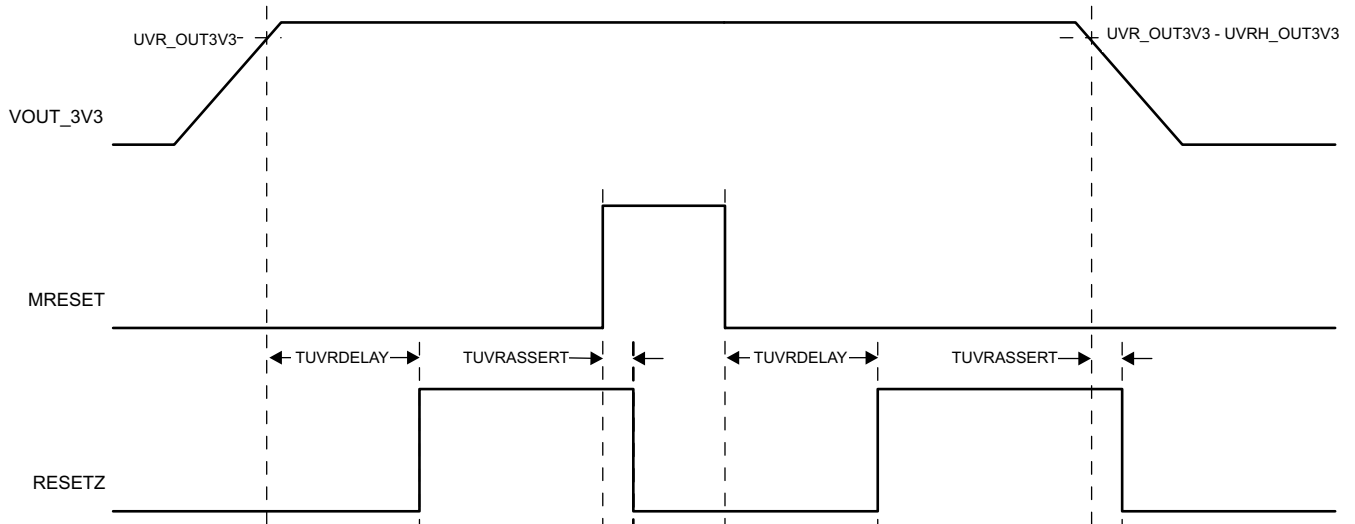 UVR_OUT3V3
UVR_OUT3V3 - UVRH_OUT3V3
VOUT_3V3
MRESET
TUVRDELAY
TUVRASSERT
TUVRDELAY
TUVRASSERT
RESETZ